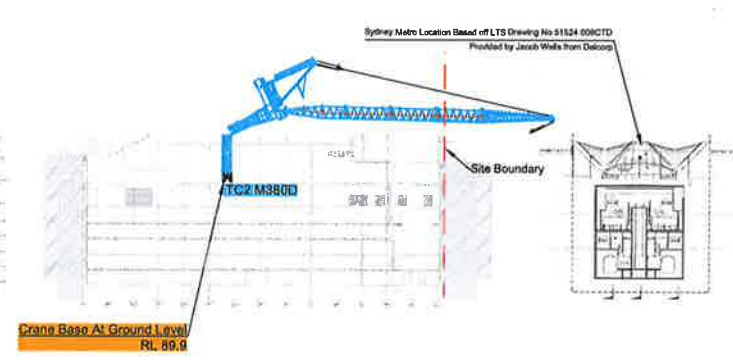 Sydney Metro Location Based off LTS Drawing No 51524 008CTD
Provided by Jacob Wells from Delcorp
Site Boundary
TC2 M380D
Crane Base At Ground Level
RL 89.9